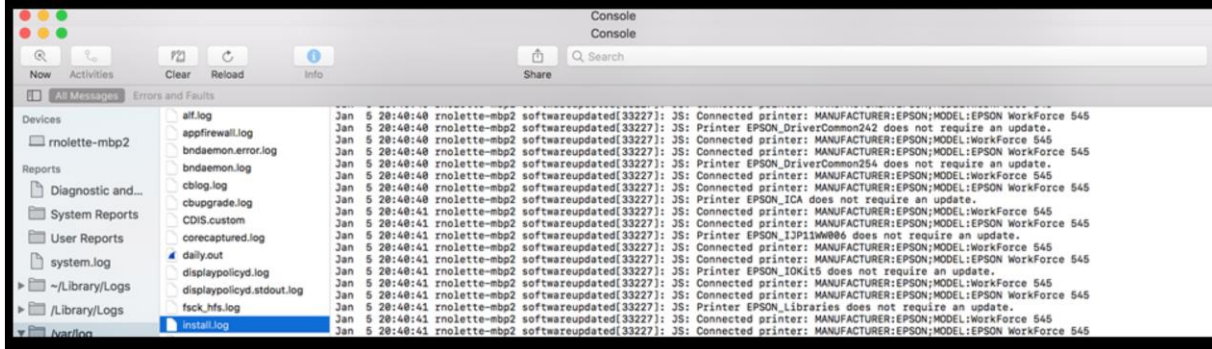 Console
Console
Now Activities Clear Reload Info Share Search
All Messages Errors and Faults
Devices
rnolette-mbp2
Reports
Diagnostic and...
System Reports
User Reports
system.log
~/Library/Logs
/Library/Logs
/var/log
alf.log
appfirewall.log
bndaemon.error.log
bndaemon.log
cblog.log
cbupgrade.log
CDIS.custom
corecaptured.log
daily.out
displaypolicyd.log
displaypolicyd.stdout.log
fsck_hfs.log
install.log
Jan 5 20:40:40 rnolette-mbp2 softwareupdated[33227]: JS: Connected printer: MANUFACTURER:EPSON;MODEL:EPSON WorkForce 545
Jan 5 20:40:40 rnolette-mbp2 softwareupdated[33227]: JS: Printer EPSON_DriverCommon242 does not require an update.
Jan 5 20:40:40 rnolette-mbp2 softwareupdated[33227]: JS: Connected printer: MANUFACTURER:EPSON;MODEL:WorkForce 545
Jan 5 20:40:40 rnolette-mbp2 softwareupdated[33227]: JS: Connected printer: MANUFACTURER:EPSON;MODEL:EPSON WorkForce 545
Jan 5 20:40:40 rnolette-mbp2 softwareupdated[33227]: JS: Printer EPSON_DriverCommon254 does not require an update.
Jan 5 20:40:40 rnolette-mbp2 softwareupdated[33227]: JS: Connected printer: MANUFACTURER:EPSON;MODEL:WorkForce 545
Jan 5 20:40:40 rnolette-mbp2 softwareupdated[33227]: JS: Connected printer: MANUFACTURER:EPSON;MODEL:EPSON WorkForce 545
Jan 5 20:40:40 rnolette-mbp2 softwareupdated[33227]: JS: Printer EPSON_ICA does not require an update.
Jan 5 20:40:41 rnolette-mbp2 softwareupdated[33227]: JS: Connected printer: MANUFACTURER:EPSON;MODEL:WorkForce 545
Jan 5 20:40:41 rnolette-mbp2 softwareupdated[33227]: JS: Connected printer: MANUFACTURER:EPSON;MODEL:EPSON WorkForce 545
Jan 5 20:40:41 rnolette-mbp2 softwareupdated[33227]: JS: Printer EPSON_IJP11WW006 does not require an update.
Jan 5 20:40:41 rnolette-mbp2 softwareupdated[33227]: JS: Connected printer: MANUFACTURER:EPSON;MODEL:WorkForce 545
Jan 5 20:40:41 rnolette-mbp2 softwareupdated[33227]: JS: Connected printer: MANUFACTURER:EPSON;MODEL:EPSON WorkForce 545
Jan 5 20:40:41 rnolette-mbp2 softwareupdated[33227]: JS: Printer EPSON_IOKit5 does not require an update.
Jan 5 20:40:41 rnolette-mbp2 softwareupdated[33227]: JS: Connected printer: MANUFACTURER:EPSON;MODEL:WorkForce 545
Jan 5 20:40:41 rnolette-mbp2 softwareupdated[33227]: JS: Connected printer: MANUFACTURER:EPSON;MODEL:EPSON WorkForce 545
Jan 5 20:40:41 rnolette-mbp2 softwareupdated[33227]: JS: Printer EPSON_Libraries does not require an update.
Jan 5 20:40:41 rnolette-mbp2 softwareupdated[33227]: JS: Connected printer: MANUFACTURER:EPSON;MODEL:WorkForce 545
Jan 5 20:40:41 rnolette-mbp2 softwareupdated[33227]: JS: Connected printer: MANUFACTURER:EPSON;MODEL:EPSON WorkForce 545